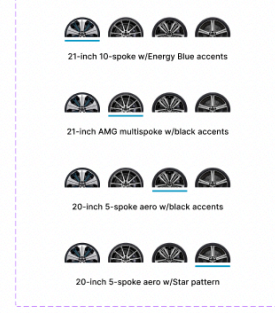 21-inch 10-spoke w/Energy Blue accents
21-inch AMG multispoke w/black accents
20-inch 5-spoke aero w/black accents
20-inch 5-spoke aero w/Star pattern